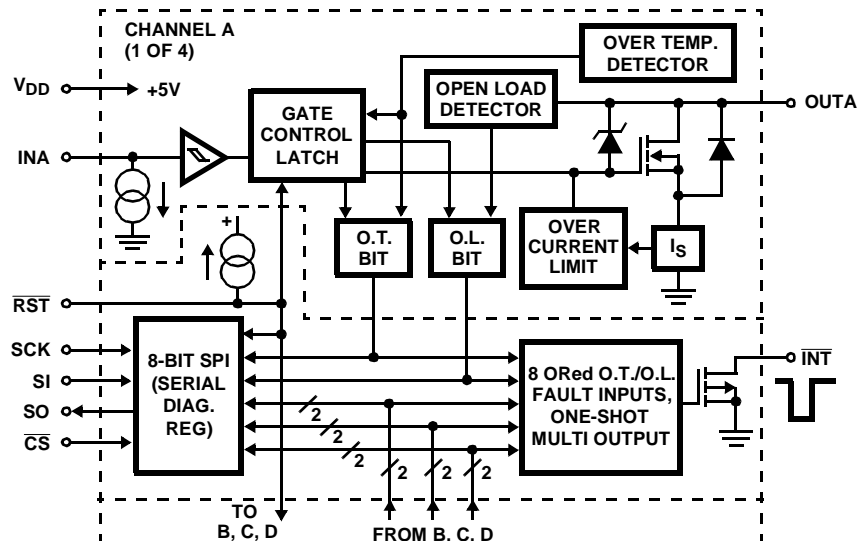 CHANNEL A
(1 OF 4)
OVER TEMP.
DETECTOR
VDD
+5V
OPEN LOAD
DETECTOR
OUTA
GATE
CONTROL
LATCH
INA
+
O.T.
BIT
O.L.
BIT
OVER
CURRENT
LIMIT
IS
RST
SCK
SI
SO
CS
8-BIT SPI
(SERIAL
DIAG.
REG)
8 ORed O.T./O.L.
FAULT INPUTS,
ONE-SHOT
MULTI OUTPUT
INT
2
2
2
2
2
2
TO
B, C, D
FROM B, C, D